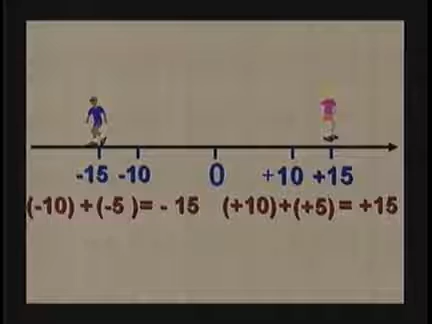 -15 -10 0 +10 +15
(-10) +(-5 )= - 15 (+10)+(+5) = +15